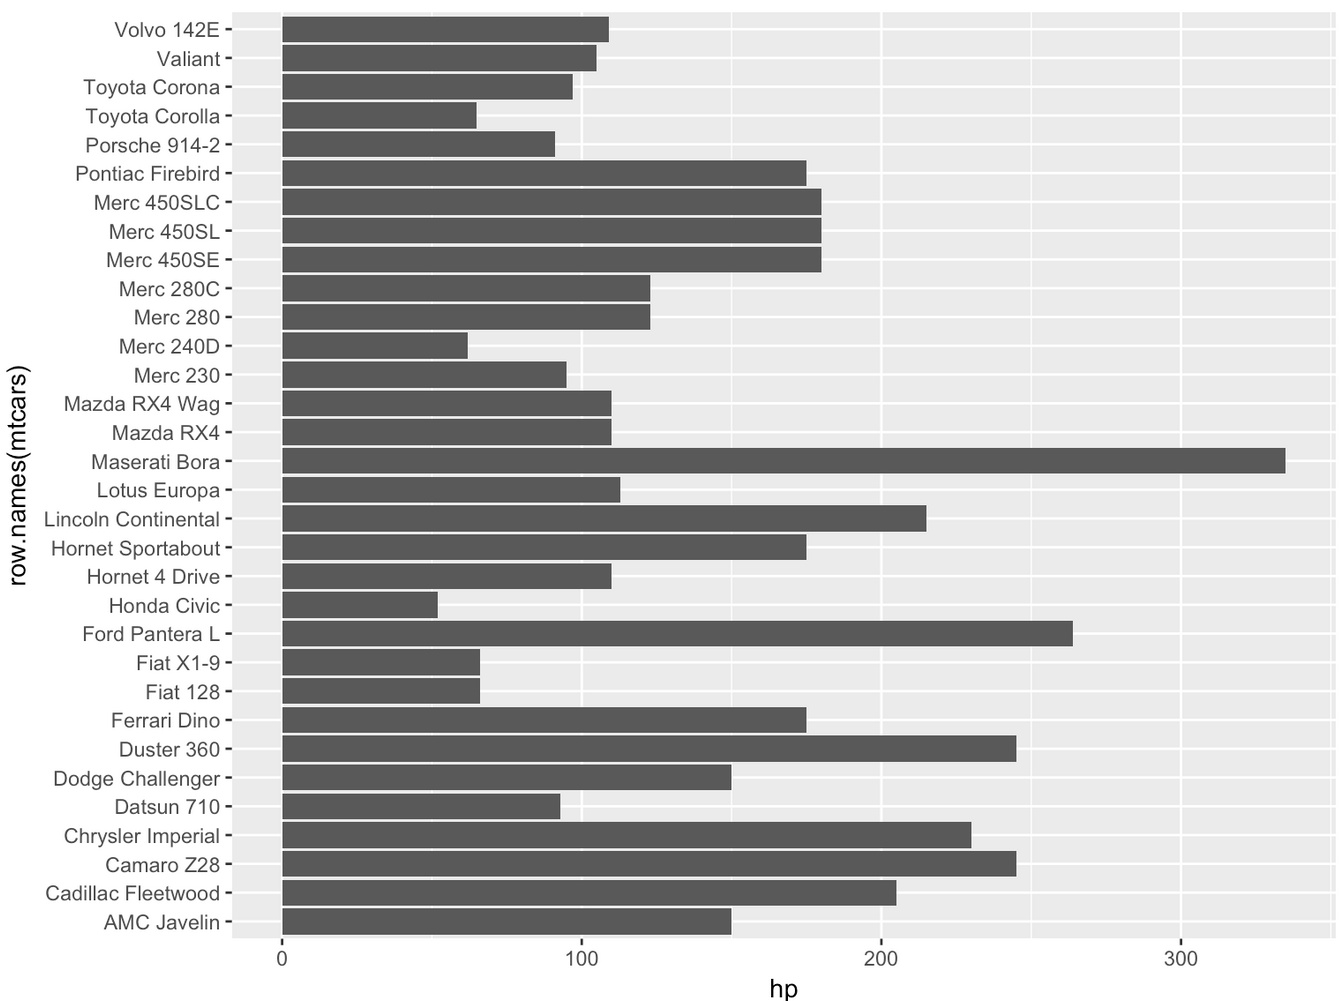 Volvo 142E
Valiant
Toyota Corona
Toyota Corolla
Porsche 914-2
Pontiac Firebird
Merc 450SLC
Merc 450SL
Merc 450SE
Merc 280C
Merc 280
Merc 240D
Merc 230
Mazda RX4 Wag
Mazda RX4
Maserati Bora
Lotus Europa
Lincoln Continental
Hornet Sportabout
Hornet 4 Drive
Honda Civic
Ford Pantera L
Fiat X1-9
Fiat 128
Ferrari Dino
Duster 360
Dodge Challenger
Datsun 710
Chrysler Imperial
Camaro Z28
Cadillac Fleetwood
AMC Javelin
row.names(mtcars)
0 100 200 300
hp